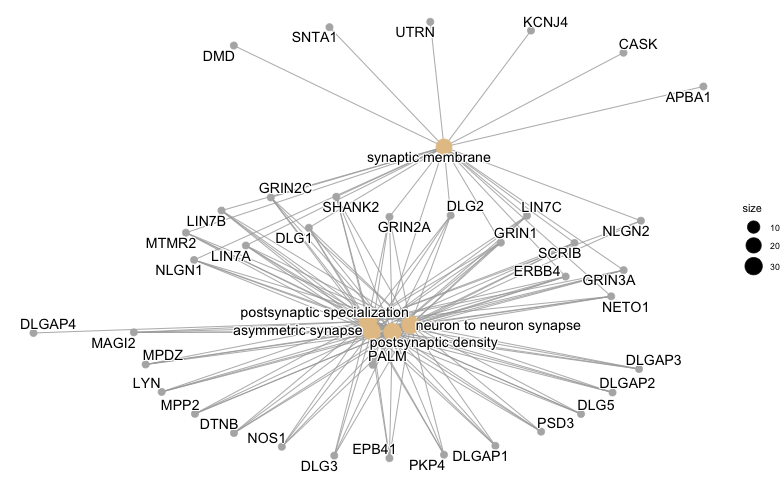 KCNJ4
UTRN
SNTA1
CASK
DMD
APBA1
synaptic membrane
GRIN2C
SHANK2
DLG2
LIN7C
size
LIN7B
GRIN2A
NLGN2
10
MTMR2
DLG1
GRIN1
20
LIN7A
SCRIB
NLGN1
ERBB4
30
GRIN3A
NETO1
postsynaptic specialization
DLGAP4
asymmetric synapse
neuron to neuron synapse
MAGI2
postsynaptic density
MPDZ
PALM
DLGAP3
LYN
DLGAP2
MPP2
DLG5
DTNB
PSD3
NOS1
EPB41
DLGAP1
DLG3
PKP4